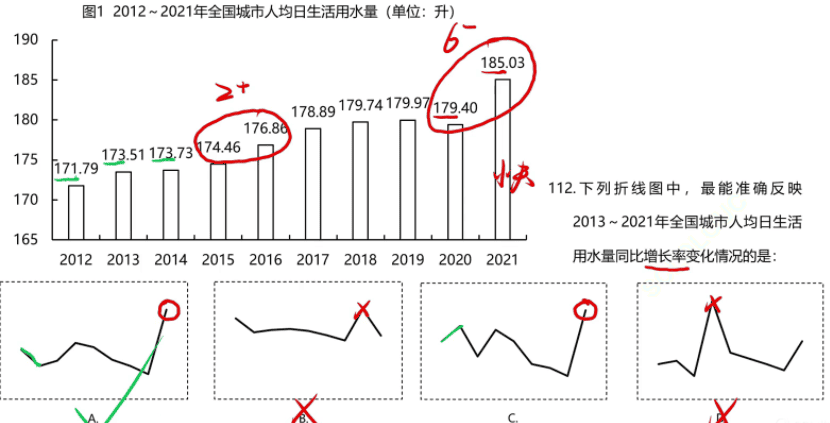 图1 2012～2021年全国城市人均日生活用水量（单位：升）
6⁻
190
185.03
185
2⁺
179.40
178.89 179.74 179.97
180
176.86
173.51 173.73 174.46
175
171.79
170
165
2012 2013 2014 2015 2016 2017 2018 2019 2020 2021
112.下列折线图中，最能准确反映
2013～2021年全国城市人均日生活
用水量同比增长率变化情况的是：
A. B. C. D.